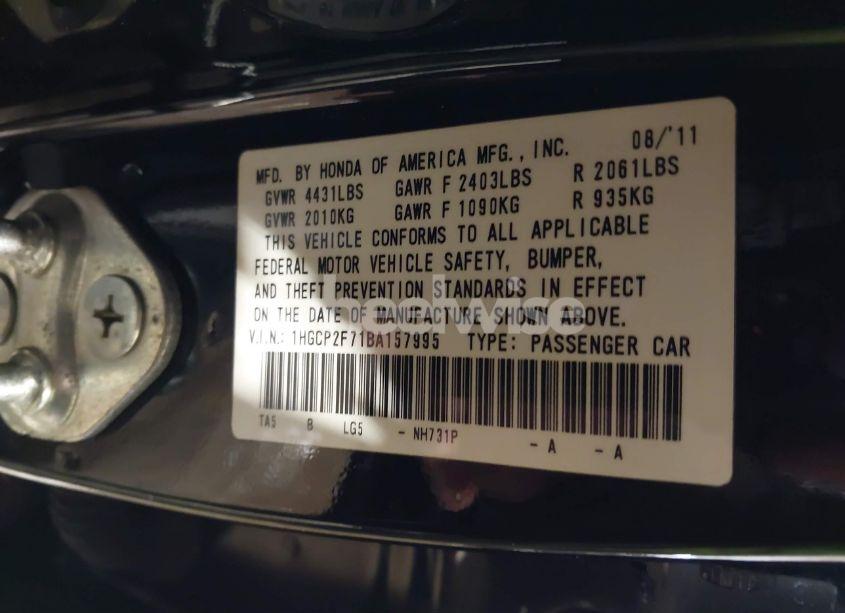 MFD. BY HONDA OF AMERICA MFG., INC. 08/'11
GVWR 4431LBS GAWR F 2403LBS R 2061LBS
GVWR 2010KG GAWR F 1090KG R 935KG
THIS VEHICLE CONFORMS TO ALL APPLICABLE
FEDERAL MOTOR VEHICLE SAFETY, BUMPER,
AND THEFT PREVENTION STANDARDS IN EFFECT
ON THE DATE OF MANUFACTURE SHOWN ABOVE.
V.I.N.: 1HGCP2F71BA157995 TYPE: PASSENGER CAR
TA5 B LG5 - NH731P - A - A